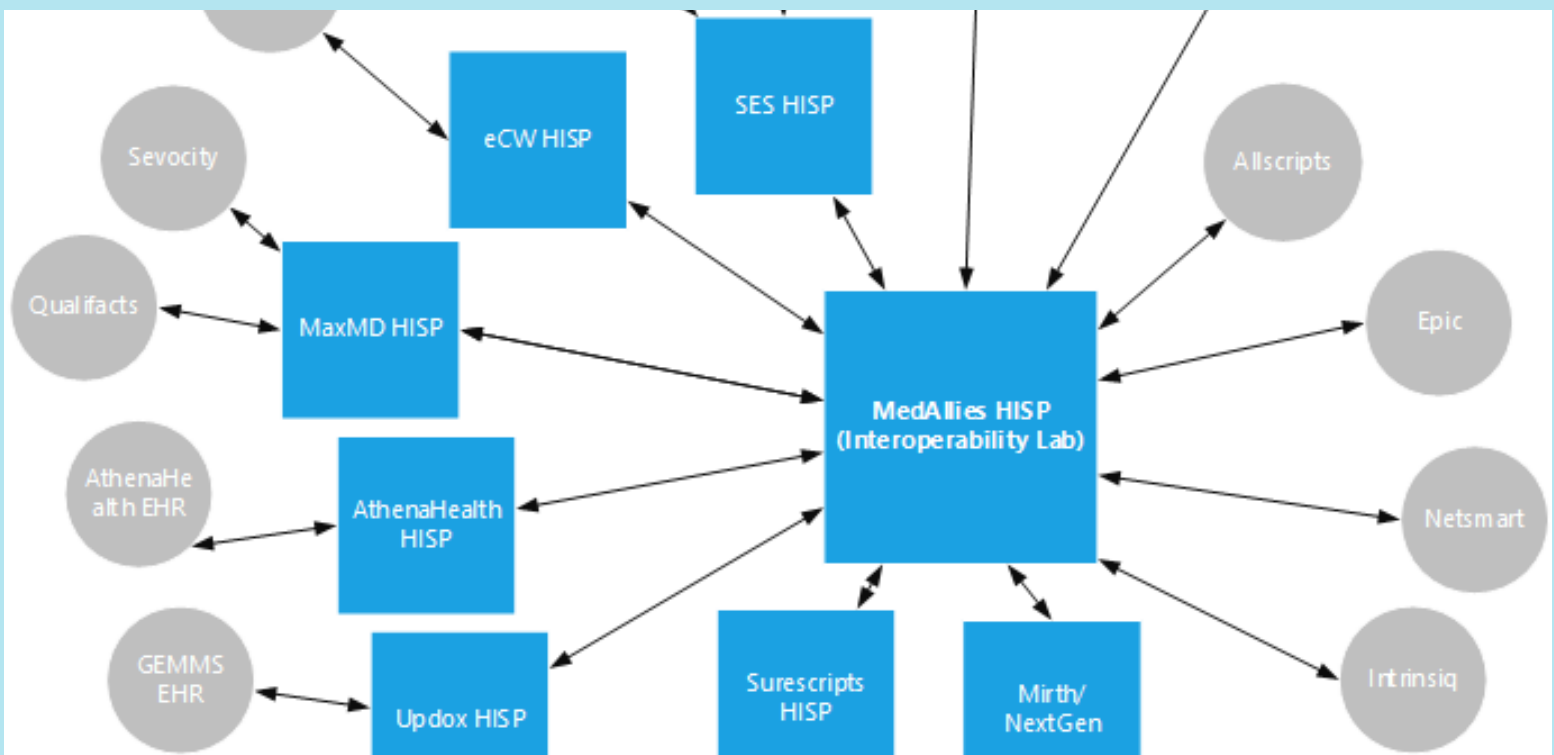 SES HISP
eCW HISP
Sevocity
Allscripts
Qualifacts
MaxMD HISP
Epic
MedAllies HISP
(Interoperability Lab)
AthenaHe
alth EHR
AthenaHealth
HISP
Netsmart
GEMMS
EHR
Updox HISP
Surescripts
HISP
Mirth/
NextGen
Intrinsiq